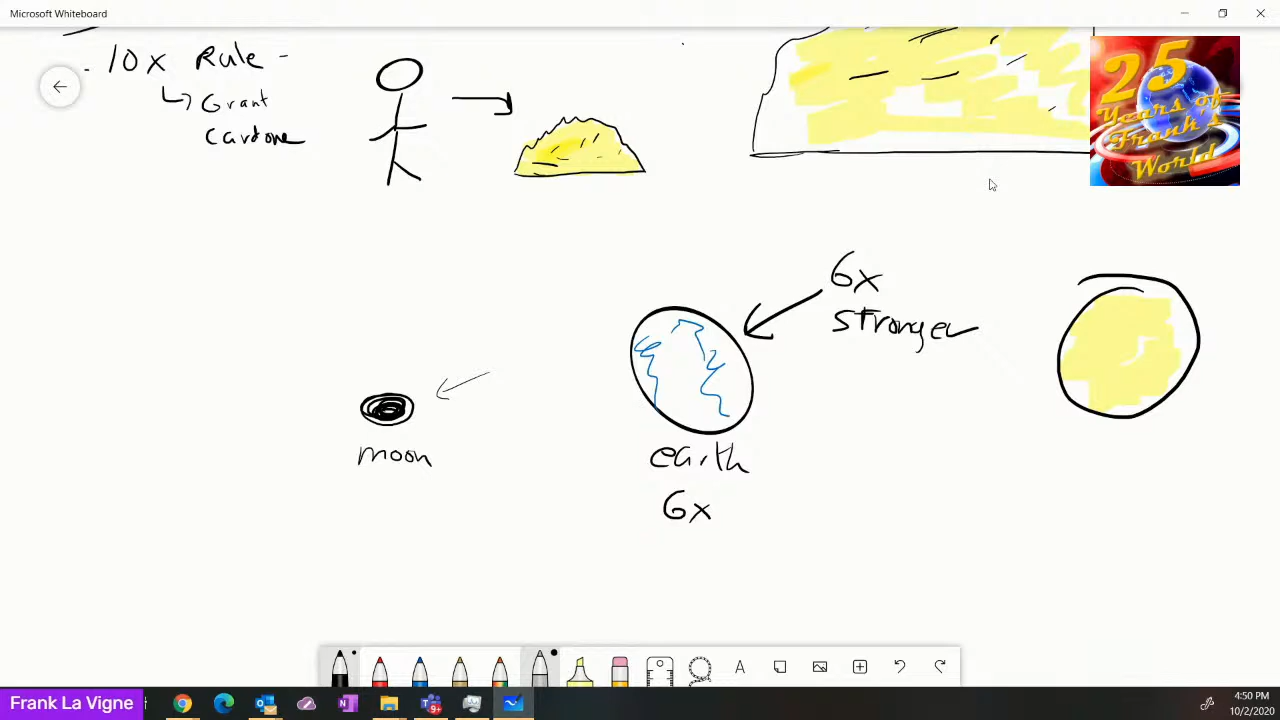 Microsoft Whiteboard
10x Rule -
Grant
Cardone
25
Years of
Frank's
World
6x
stronger
moon
earth
6x
A
9+
Frank La Vigne
4:50 PM
10/2/2020